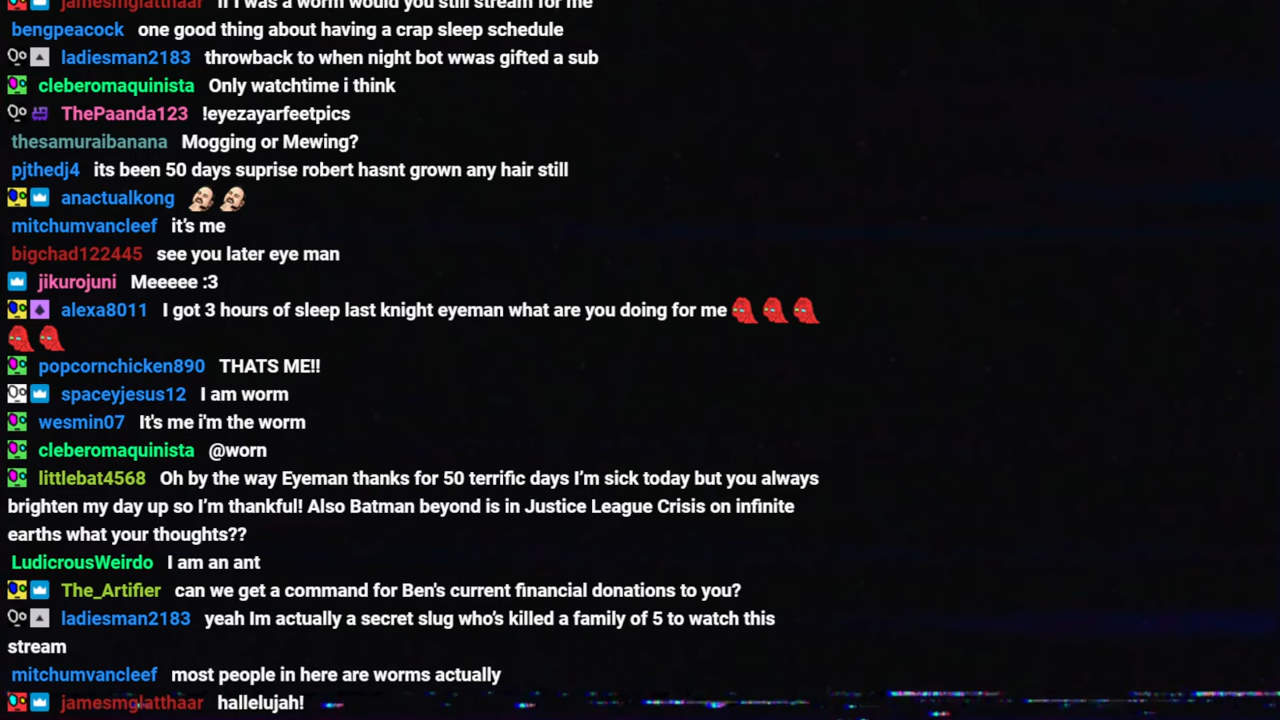 jamesmglatthaar If I was a worm would you still stream for me
bengpeacock one good thing about having a crap sleep schedule
ladiesman2183 throwback to when night bot wwas gifted a sub
cleberomaquinista Only watchtime i think
ThePaanda123 !eyezayarfeetpics
thesamuraibanana Mogging or Mewing?
pjthedj4 its been 50 days suprise robert hasnt grown any hair still
anactualkong
mitchumvancleef it's me
bigchad122445 see you later eye man
jikurojuni Meeeee :3
alexa8011 I got 3 hours of sleep last knight eyeman what are you doing for me
popcornchicken890 THATS ME!!
spaceyjesus12 I am worm
wesmin07 It's me i'm the worm
cleberomaquinista @worn
littlebat4568 Oh by the way Eyeman thanks for 50 terrific days I'm sick today but you always
brighten my day up so I'm thankful! Also Batman beyond is in Justice League Crisis on infinite
earths what your thoughts??
LudicrousWeirdo I am an ant
The_Artifier can we get a command for Ben's current financial donations to you?
ladiesman2183 yeah Im actually a secret slug who's killed a family of 5 to watch this
stream
mitchumvancleef most people in here are worms actually
jamesmglatthaar hallelujah!